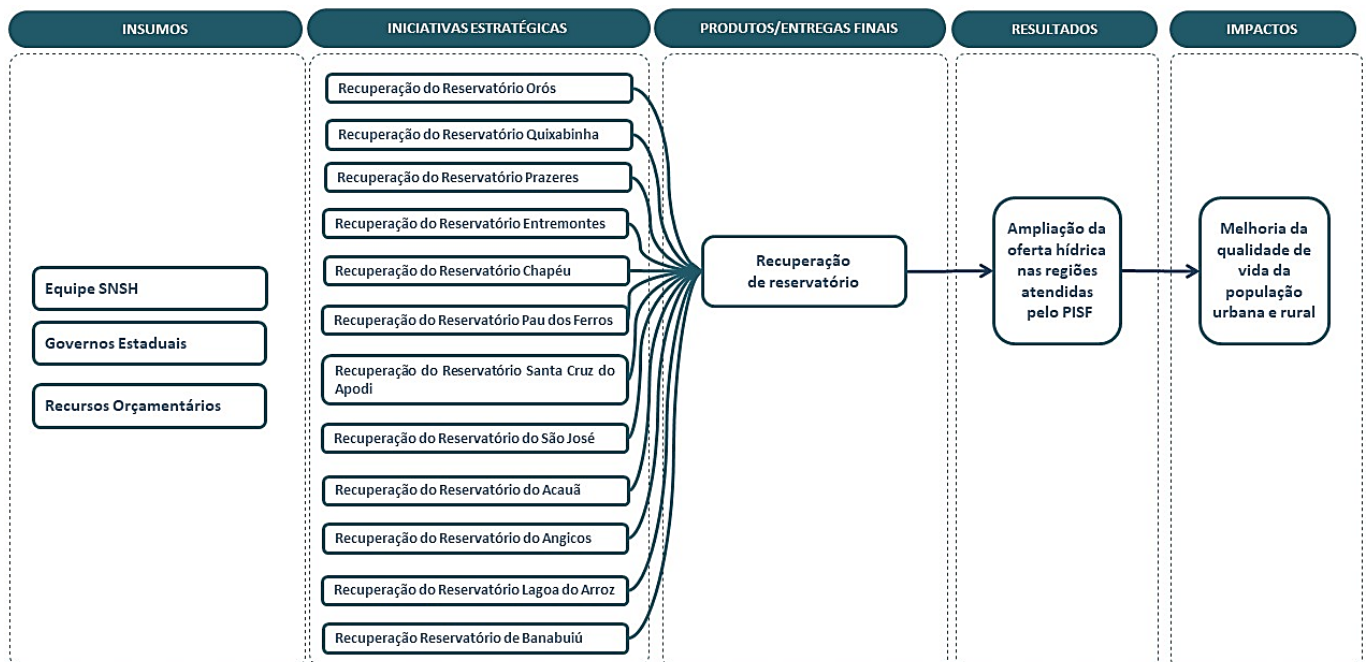 INSUMOS
INICIATIVAS ESTRATÉGICAS
PRODUTOS/ENTREGAS FINAIS
RESULTADOS
IMPACTOS
Equipe SNSH
Governos Estaduais
Recursos Orçamentários
Recuperação do Reservatório Orós
Recuperação do Reservatório Quixabinha
Recuperação do Reservatório Prazeres
Recuperação do Reservatório Entremontes
Recuperação do Reservatório Chapéu
Recuperação do Reservatório Pau dos Ferros
Recuperação do Reservatório Santa Cruz do
Apodi
Recuperação do Reservatório do São José
Recuperação do Reservatório do Acauã
Recuperação do Reservatório do Angicos
Recuperação do Reservatório Lagoa do Arroz
Recuperação Reservatório de Banabuiú
Recuperação
de reservatório
Ampliação da
oferta hídrica
nas regiões
atendidas
pelo PISF
Melhoria da
qualidade de
vida da
população
urbana e rural